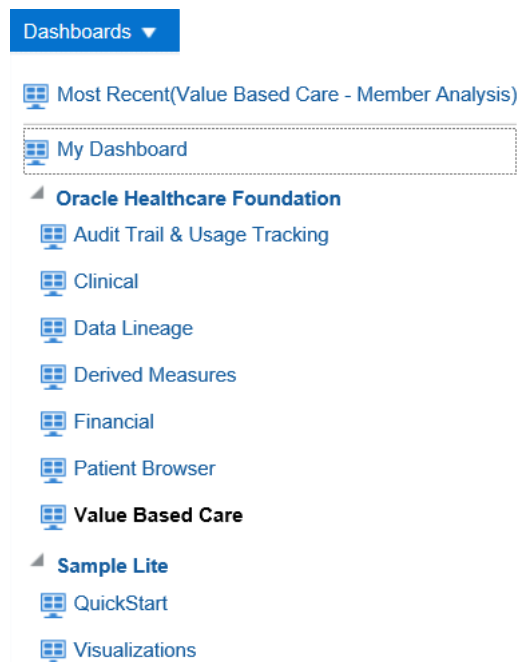 Dashboards
Most Recent(Value Based Care - Member Analysis)
My Dashboard
Oracle Healthcare Foundation
Audit Trail & Usage Tracking
Clinical
Data Lineage
Derived Measures
Financial
Patient Browser
Value Based Care
Sample Lite
QuickStart
Visualizations